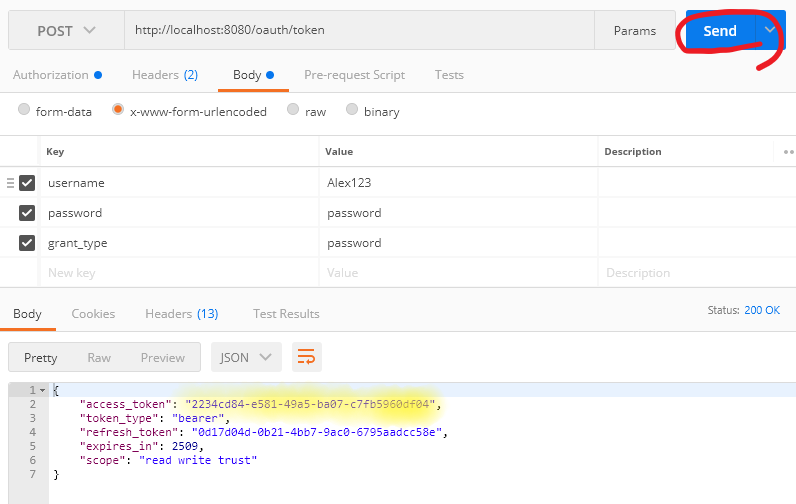 POST http://localhost:8080/oauth/token Params Send
Authorization Headers (2) Body Pre-request Script Tests
form-data x-www-form-urlencoded raw binary
Key Value Description
username Alex123
password password
grant_type password
New key Value Description
Body Cookies Headers (13) Test Results Status: 200 OK
Pretty Raw Preview JSON
1 {
2 "access_token": "2234cd84-e581-49a5-ba07-c7fb5960df04",
3 "token_type": "bearer",
4 "refresh_token": "0d17d04d-0b21-4bb7-9ac0-6795aadcc58e",
5 "expires_in": 2509,
6 "scope": "read write trust"
7 }